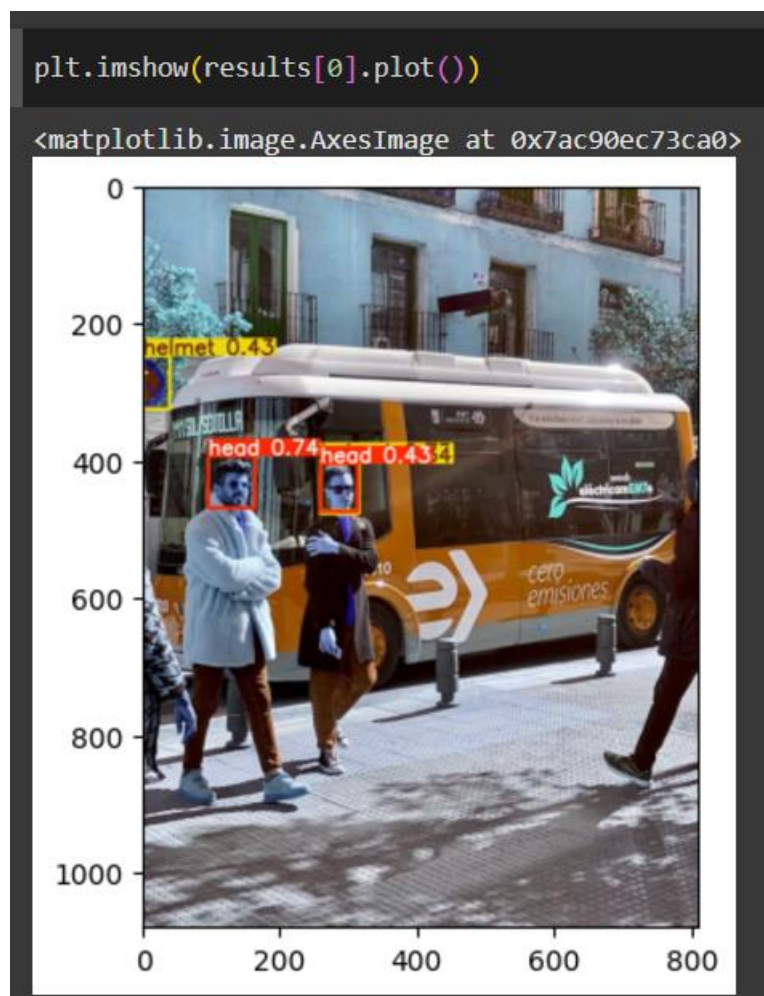 plt.imshow(results[0].plot())
<matplotlib.image.AxesImage at 0x7ac90ec73ca0>
0
200
helmet 0.43
400
head 0.74
head 0.43
600
cero
emisiones
800
1000
0 200 400 600 800